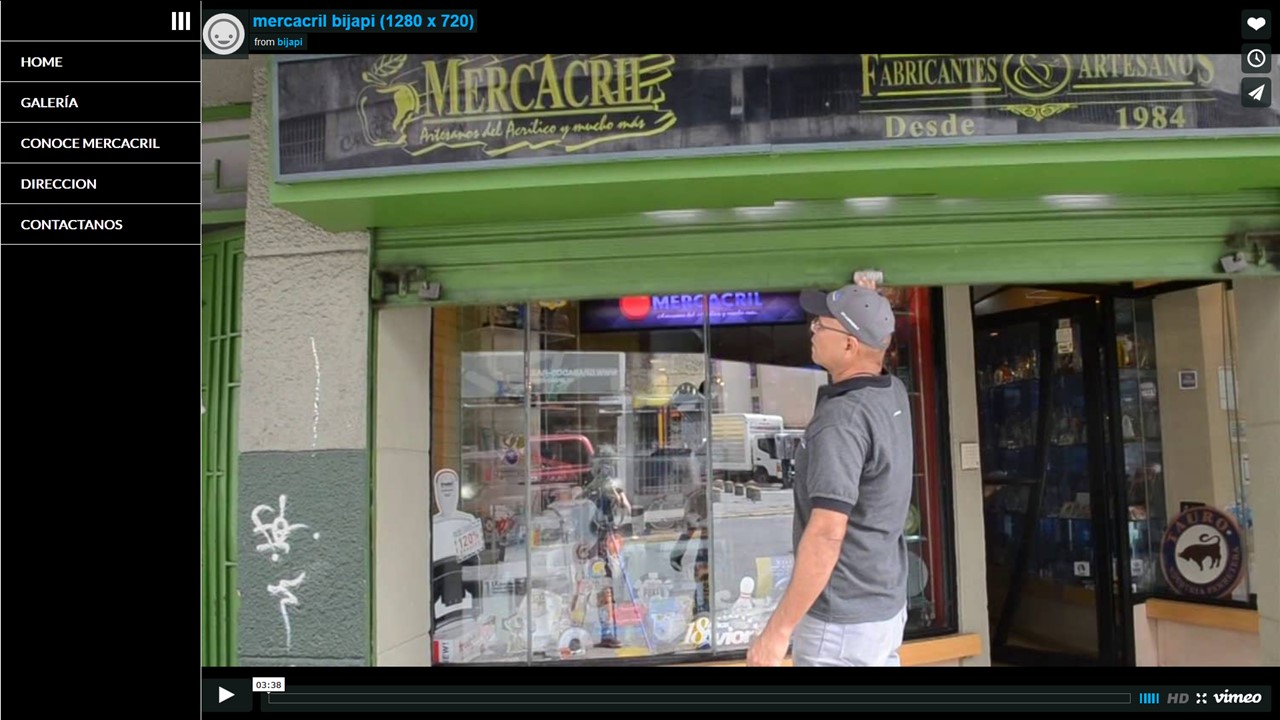 HOME
GALERÍA
CONOCE MERCACRIL
DIRECCION
CONTACTANOS
mercacril bijapi (1280 x 720)
from bijapi
MERCACRIL
Artesanos del Acrilico y mucho más
FABRICANTES & ARTESANOS
Desde 1984
MERCACRIL
TAURO
18
03:38
HD
vimeo